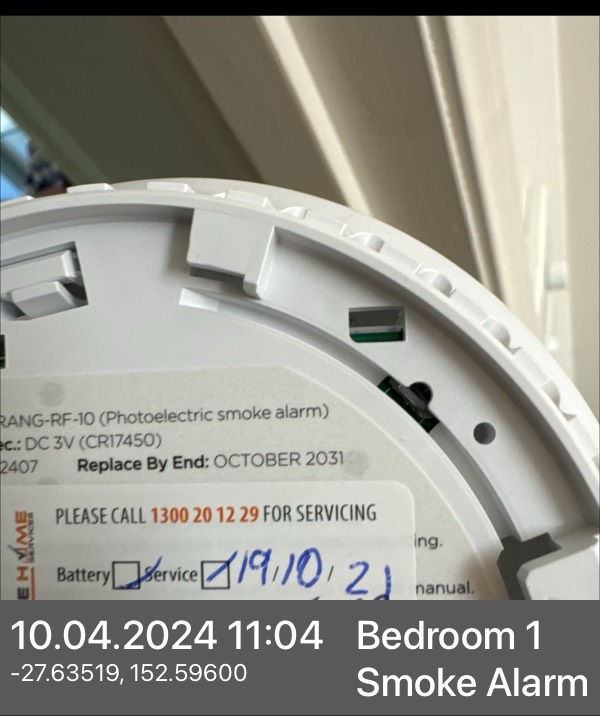 RANG-RF-10 (Photoelectric smoke alarm)
ec.: DC 3V (CR17450)
2407 Replace By End: OCTOBER 2031
PLEASE CALL 1300 20 12 29 FOR SERVICING
ing.
Battery Service 19/10/21
manual.
E HOME
SERVICES
10.04.2024 11:04
-27.63519, 152.59600
Bedroom 1
Smoke Alarm